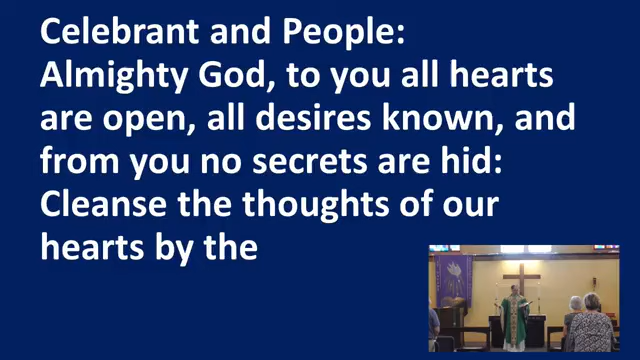 Celebrant and People:
Almighty God, to you all hearts
are open, all desires known, and
from you no secrets are hid:
Cleanse the thoughts of our
hearts by the